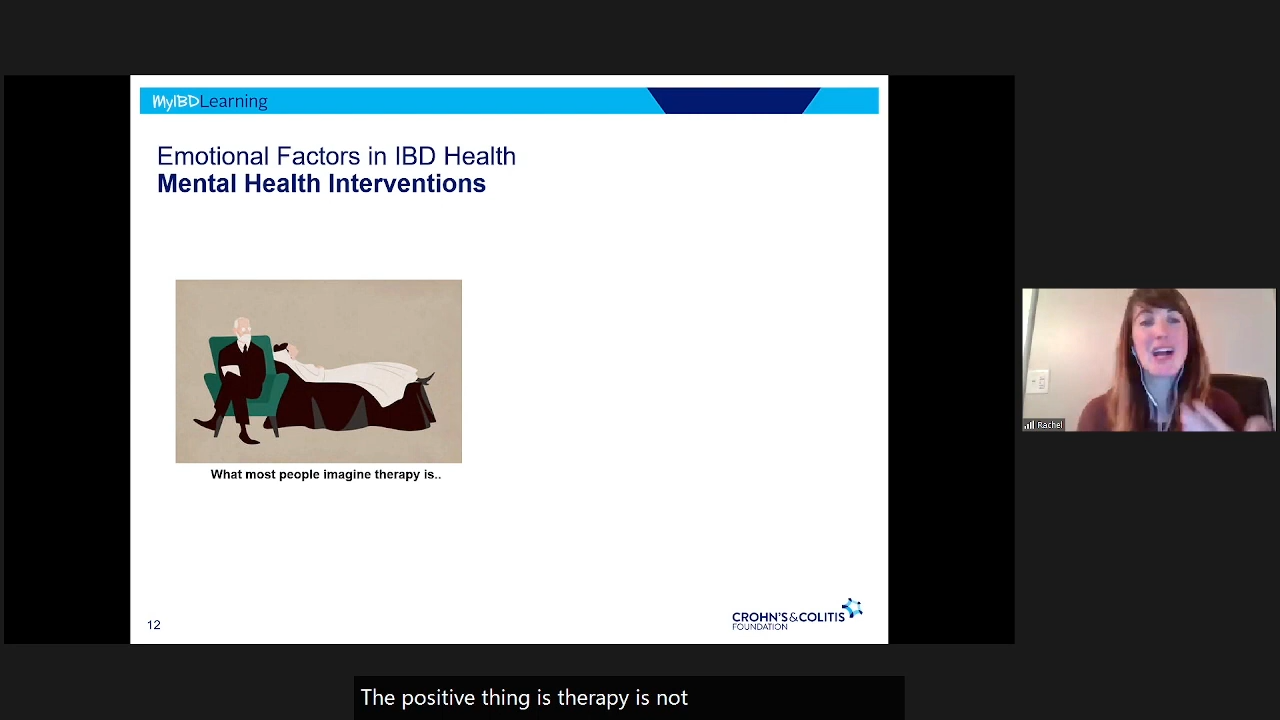 MyIBDLearning
Emotional Factors in IBD Health
Mental Health Interventions
What most people imagine therapy is..
Rachel
12
CROHN'S&COLITIS
FOUNDATION
The positive thing is therapy is not